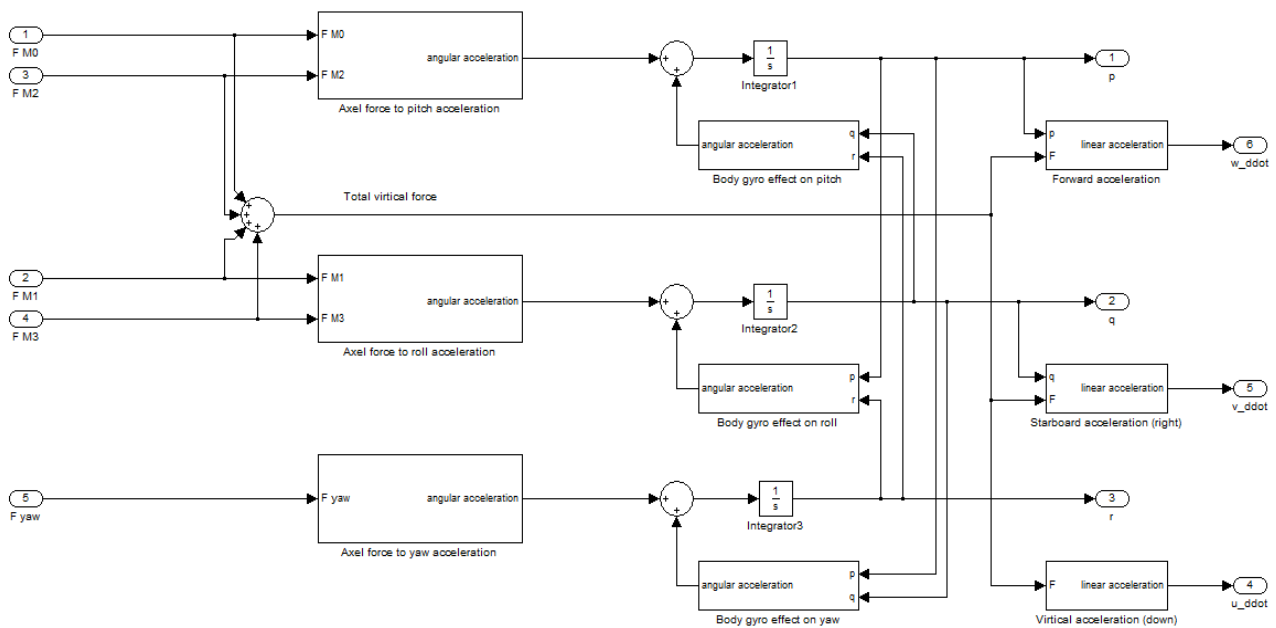 1
F M0
3
F M2
F M0
F M2
angular acceleration
Axel force to pitch acceleration
+
+
1
s
Integrator1
1
p
angular acceleration
q
r
Body gyro effect on pitch
p
F
linear acceleration
Forward acceleration
6
w_ddot
Total virtical force
+
+
+
+
2
F M1
4
F M3
F M1
F M3
angular acceleration
Axel force to roll acceleration
+
+
1
s
Integrator2
2
q
angular acceleration
p
r
Body gyro effect on roll
q
F
linear acceleration
Starboard acceleration (right)
5
v_ddot
5
F yaw
F yaw
angular acceleration
Axel force to yaw acceleration
+
+
1
s
Integrator3
3
r
angular acceleration
p
q
Body gyro effect on yaw
F
linear acceleration
Virtical acceleration (down)
4
u_ddot